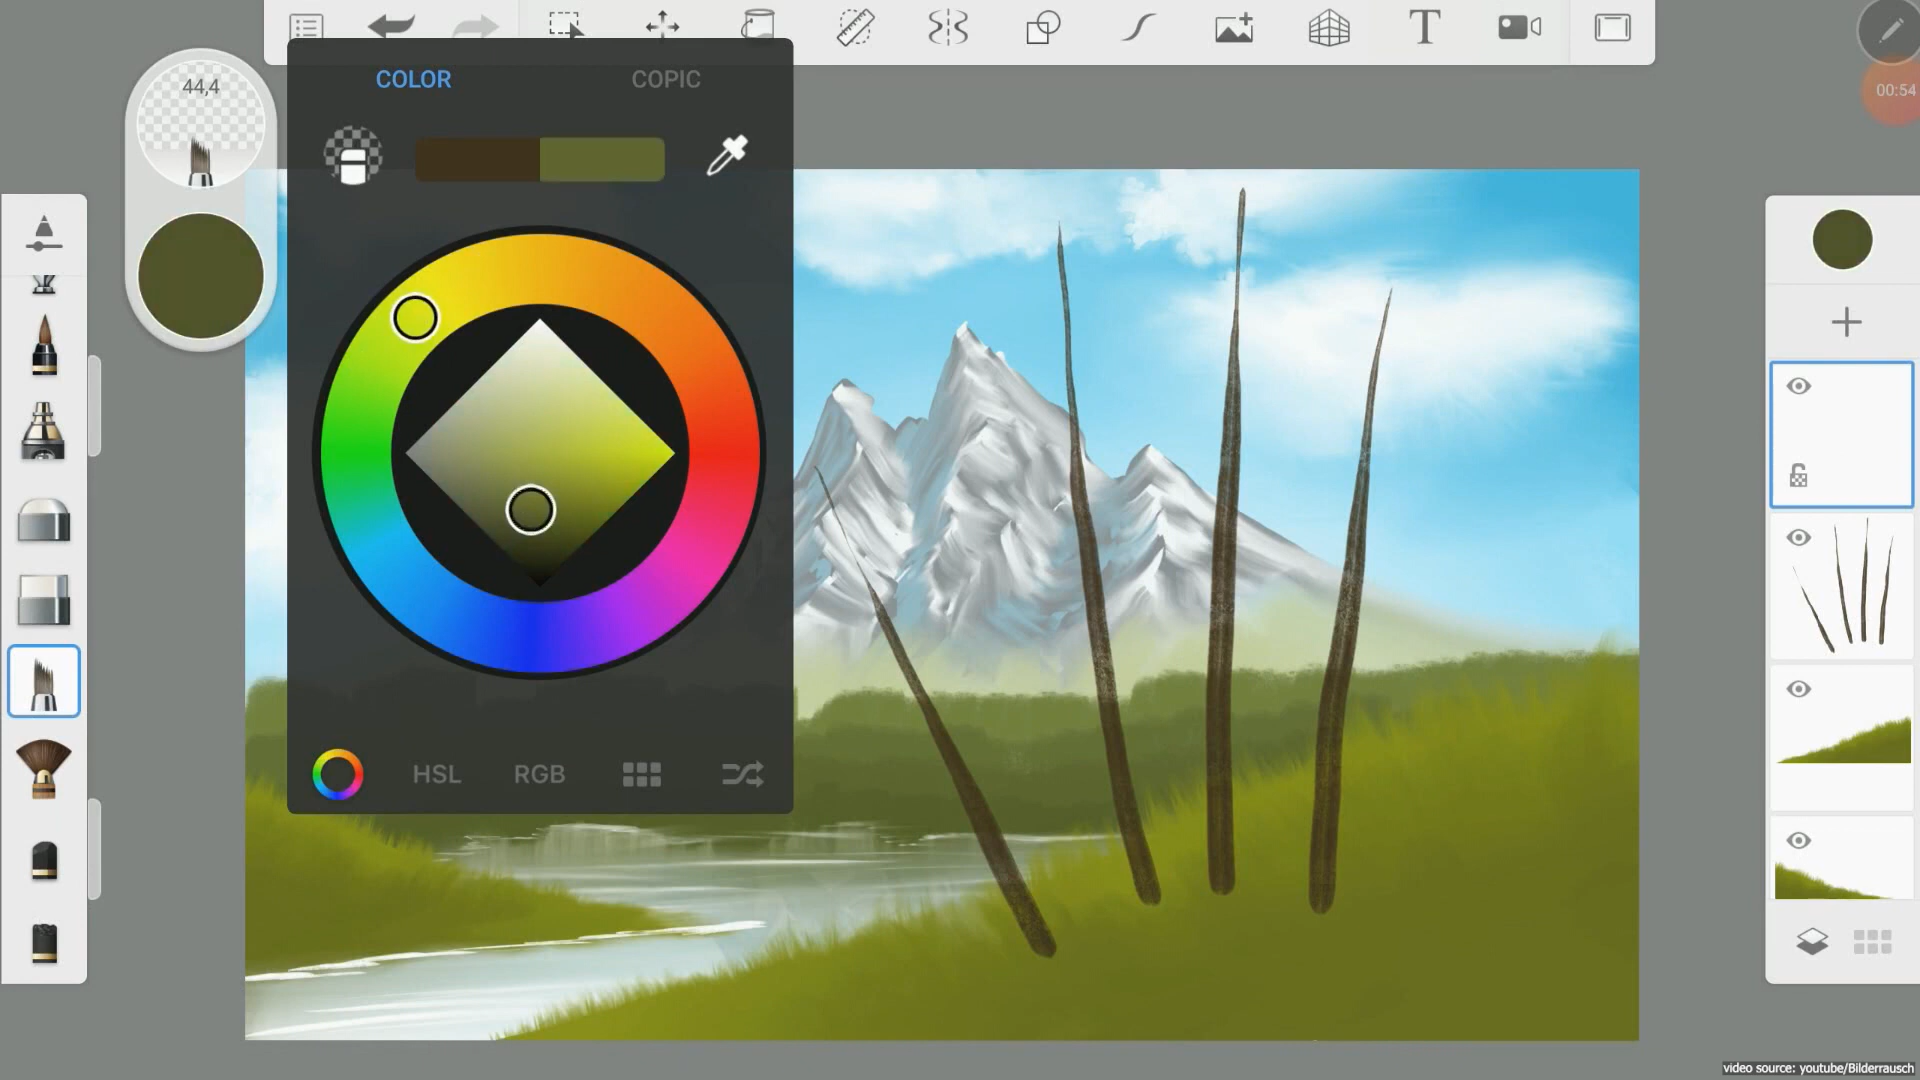 T
44,4
COLOR
COPIC
00:54
HSL
RGB
video source: youtube/Bilderrausch